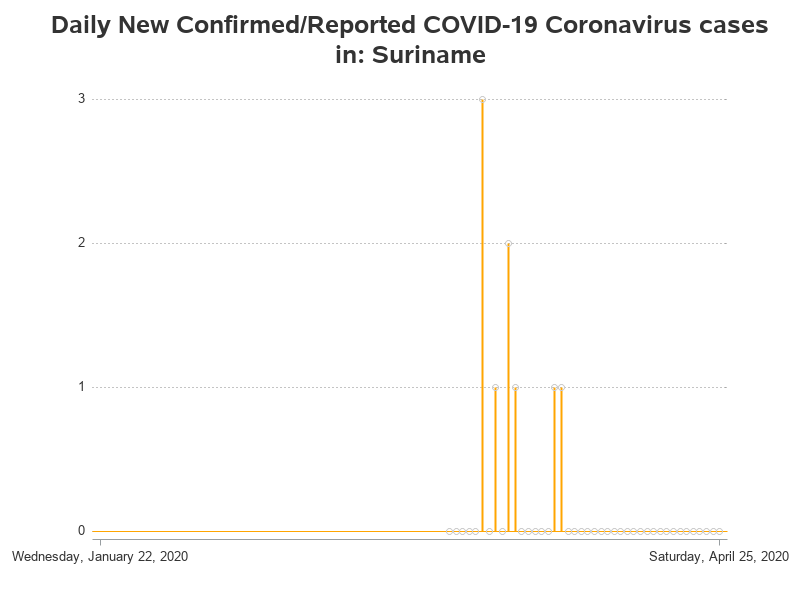 Daily New Confirmed/Reported COVID-19 Coronavirus cases
in: Suriname
3
2
1
0
Wednesday, January 22, 2020
Saturday, April 25, 2020